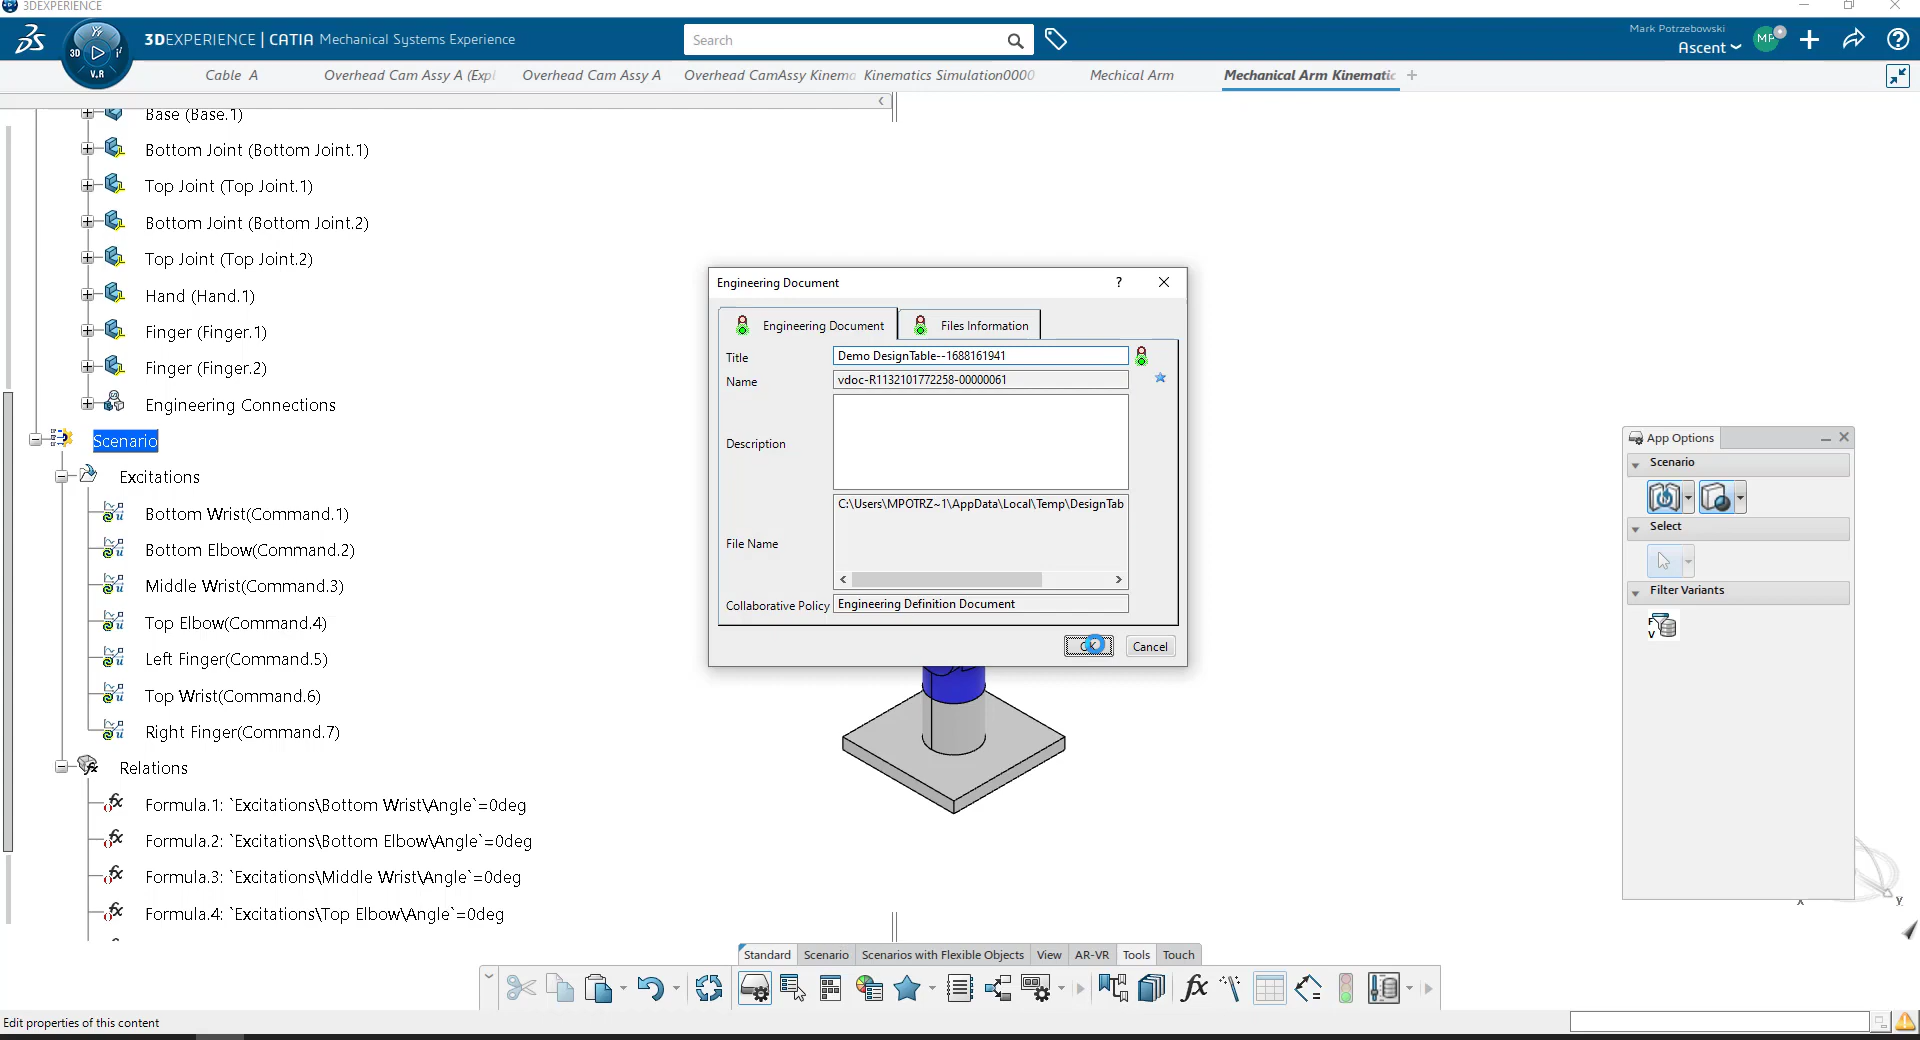 3DEXPERIENCE
3DEXPERIENCE | CATIA Mechanical Systems Experience
3D
V.R
Search
Mark Potrzebowski
Ascent
MP
Cable A
Overhead Cam Assy A (Expl
Overhead Cam Assy A
Overhead CamAssy Kinema
Kinematics Simulation0000
Mechical Arm
Mechanical Arm Kinematic
Base (Base.1)
Bottom Joint (Bottom Joint.1)
Top Joint (Top Joint.1)
Bottom Joint (Bottom Joint.2)
Top Joint (Top Joint.2)
Hand (Hand.1)
Finger (Finger.1)
Finger (Finger.2)
Engineering Connections
Scenario
Excitations
Bottom Wrist(Command.1)
Bottom Elbow(Command.2)
Middle Wrist(Command.3)
Top Elbow(Command.4)
Left Finger(Command.5)
Top Wrist(Command.6)
Right Finger(Command.7)
Relations
Formula.1: `Excitations\Bottom Wrist\Angle`=0deg
Formula.2: `Excitations\Bottom Elbow\Angle`=0deg
Formula.3: `Excitations\Middle Wrist\Angle`=0deg
Formula.4: `Excitations\Top Elbow\Angle`=0deg
Engineering Document
Engineering Document
Files Information
Title
Demo DesignTable--1688161941
Name
vdoc-R1132101772258-00000061
Description
File Name
C:\Users\MPOTRZ~1\AppData\Local\Temp\DesignTab
Collaborative Policy
Engineering Definition Document
OK
Cancel
App Options
Scenario
Select
Filter Variants
F
V
x
y
Standard
Scenario
Scenarios with Flexible Objects
View
AR-VR
Tools
Touch
fx
Edit properties of this content